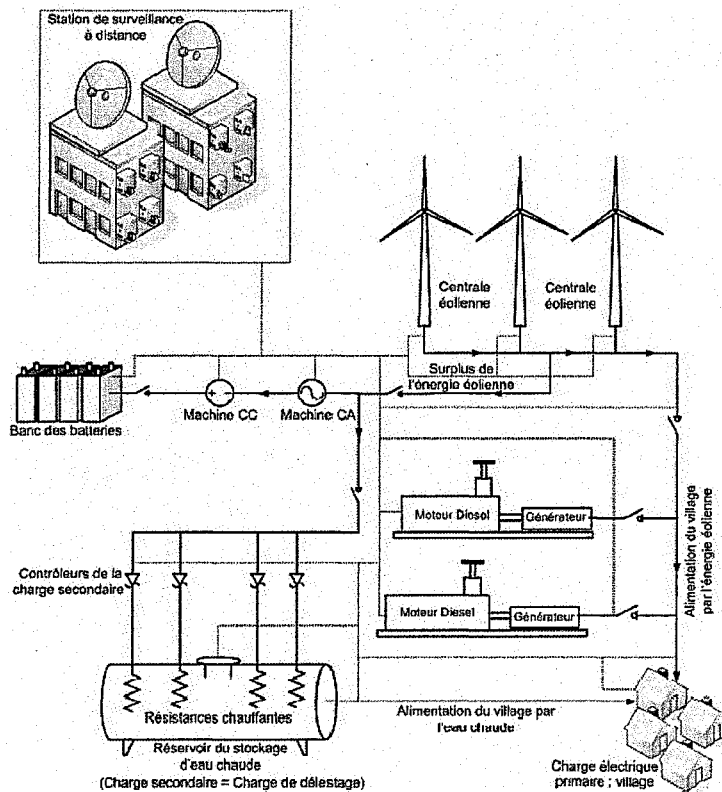 Station de surveillance
à distance
Centrale
éolienne
Centrale
éolienne
Surplus de
l'énergie éolienne
Banc des batteries
Machine CC
Machine CA
Moteur Diesel
Générateur
Moteur Diesel
Générateur
Alimentation du village
par l'énergie éolienne
Contrôleurs de la
charge secondaire
Résistances chauffantes
Réservoir du stockage
d'eau chaude
(Charge secondaire = Charge de délestage)
Alimentation du village par
l'eau chaude
Charge électrique
primaire ; village